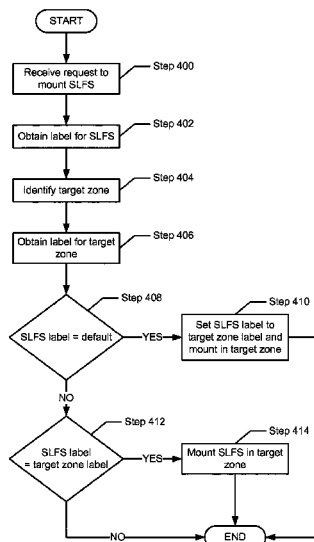 START
Receive request to
mount SLFS
Step 400
Obtain label for SLFS
Step 402
Identify target zone
Step 404
Obtain label for target
zone
Step 406
SLFS label = default
Step 408
YES
Set SLFS label to
target zone label and
mount in target zone
Step 410
NO
SLFS label
= target zone label
Step 412
YES
Mount SLFS in target
zone
Step 414
NO
END